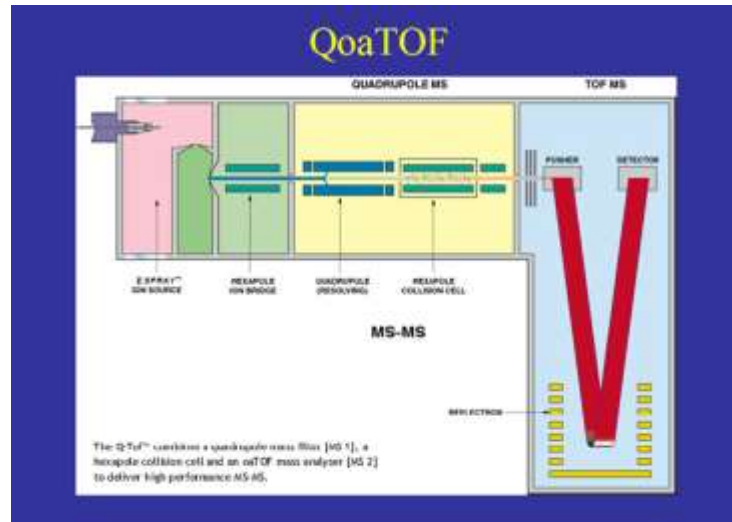 QoaTOF
QUADRUPOLE MS
TOF MS
PUSHER
DETECTOR
Z SPRAY™
ION SOURCE
HEXAPOLE
ION BRIDGE
QUADRUPOLE
(RESOLVING)
HEXAPOLE
COLLISION CELL
MS-MS
REFLECTRON
The Q-Tof™ combines a quadrupole mass filter [MS 1], a
hexapole collision cell and an oaTOF mass analyser [MS 2]
to deliver high performance MS-MS.